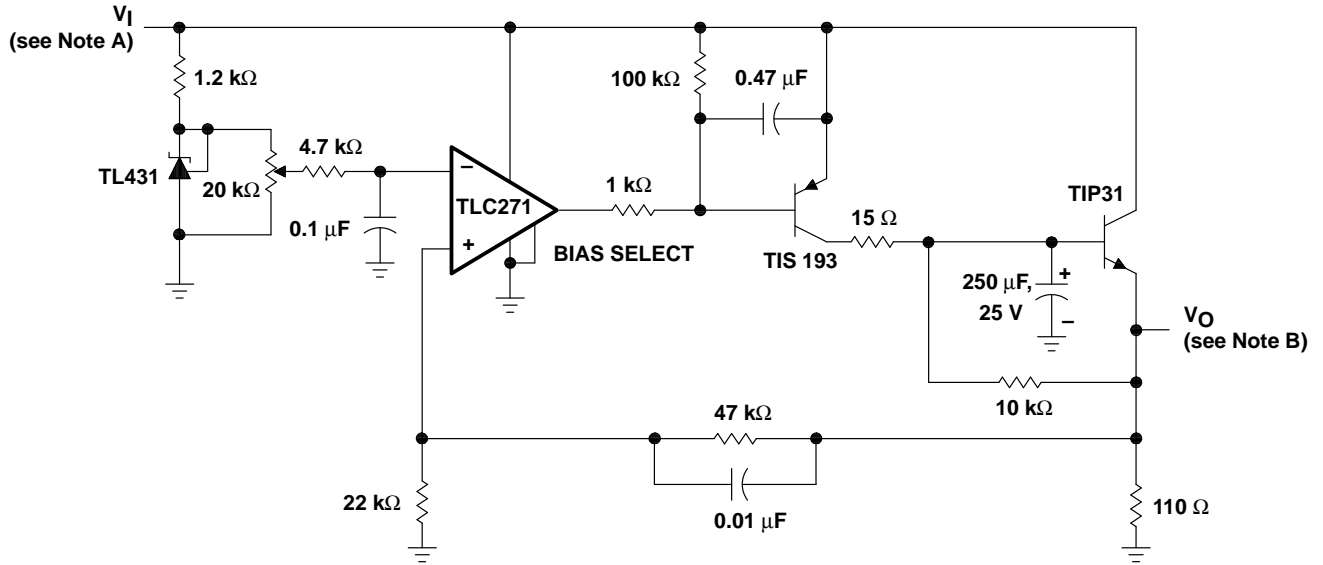 VI
(see Note A)
1.2 kΩ
TL431
20 kΩ
4.7 kΩ
0.1 μF
−
TLC271
+
BIAS SELECT
1 kΩ
100 kΩ
0.47 μF
TIS 193
15 Ω
TIP31
250 μF,
25 V
+
−
VO
(see Note B)
10 kΩ
47 kΩ
0.01 μF
22 kΩ
110 Ω